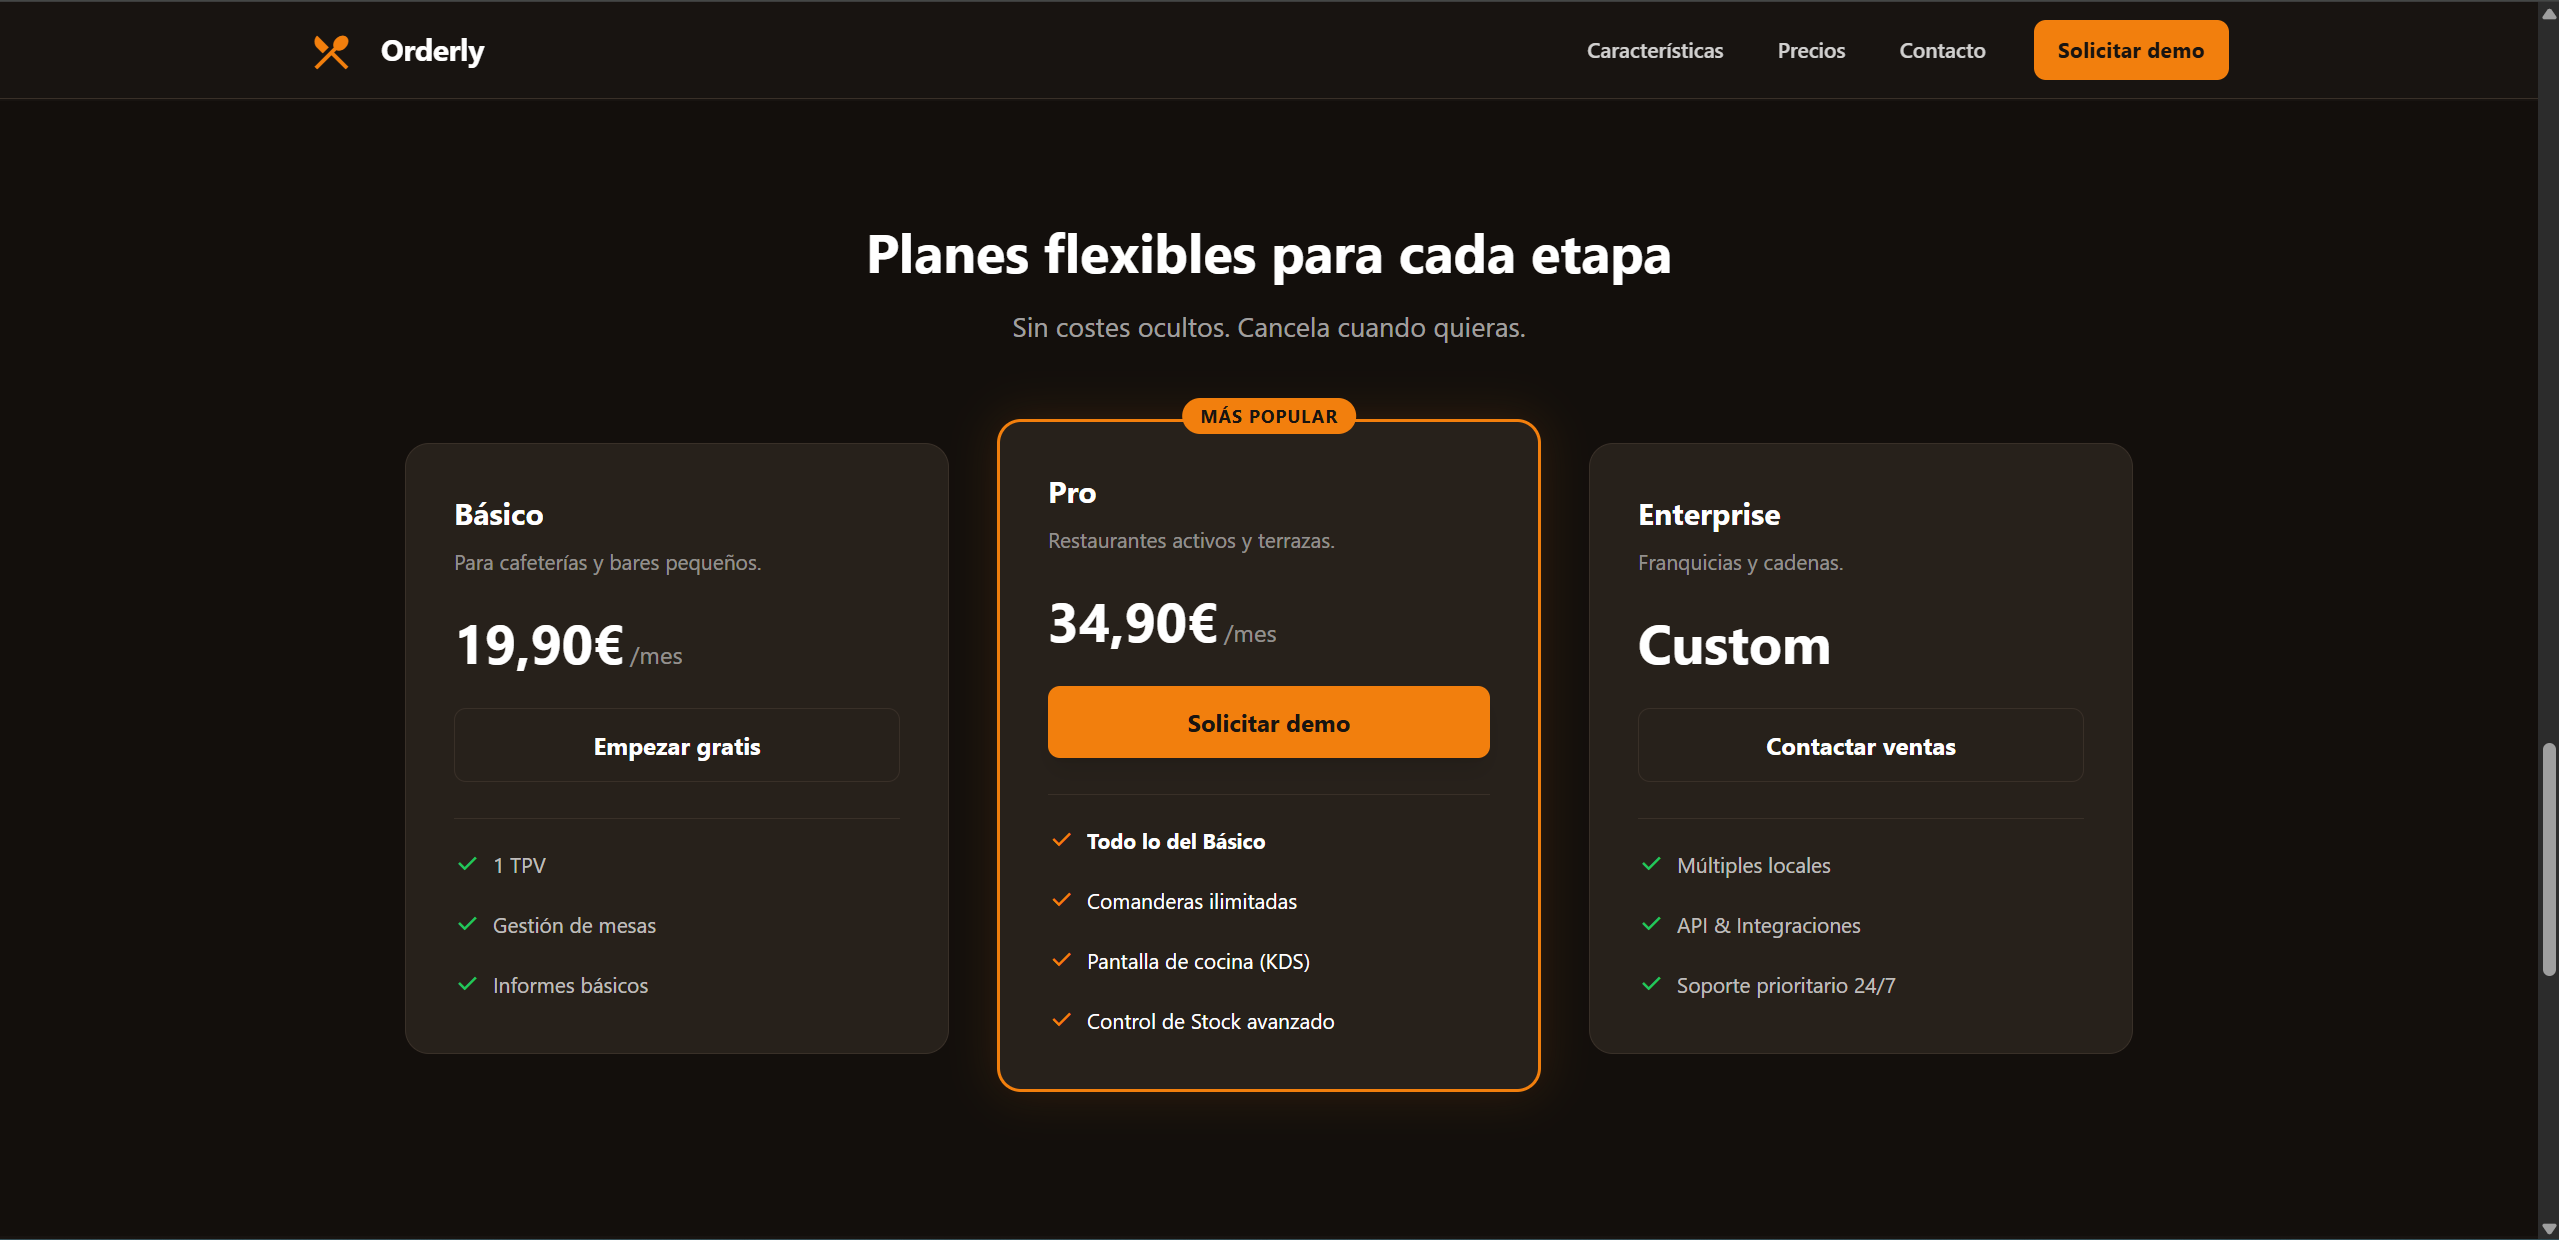 Orderly
Características
Precios
Contacto
Solicitar demo
Planes flexibles para cada etapa
Sin costes ocultos. Cancela cuando quieras.
Básico
Para cafeterías y bares pequeños.
19,90€ /mes
Empezar gratis
1 TPV
Gestión de mesas
Informes básicos
MÁS POPULAR
Pro
Restaurantes activos y terrazas.
34,90€ /mes
Solicitar demo
Todo lo del Básico
Comanderas ilimitadas
Pantalla de cocina (KDS)
Control de Stock avanzado
Enterprise
Franquicias y cadenas.
Custom
Contactar ventas
Múltiples locales
API & Integraciones
Soporte prioritario 24/7